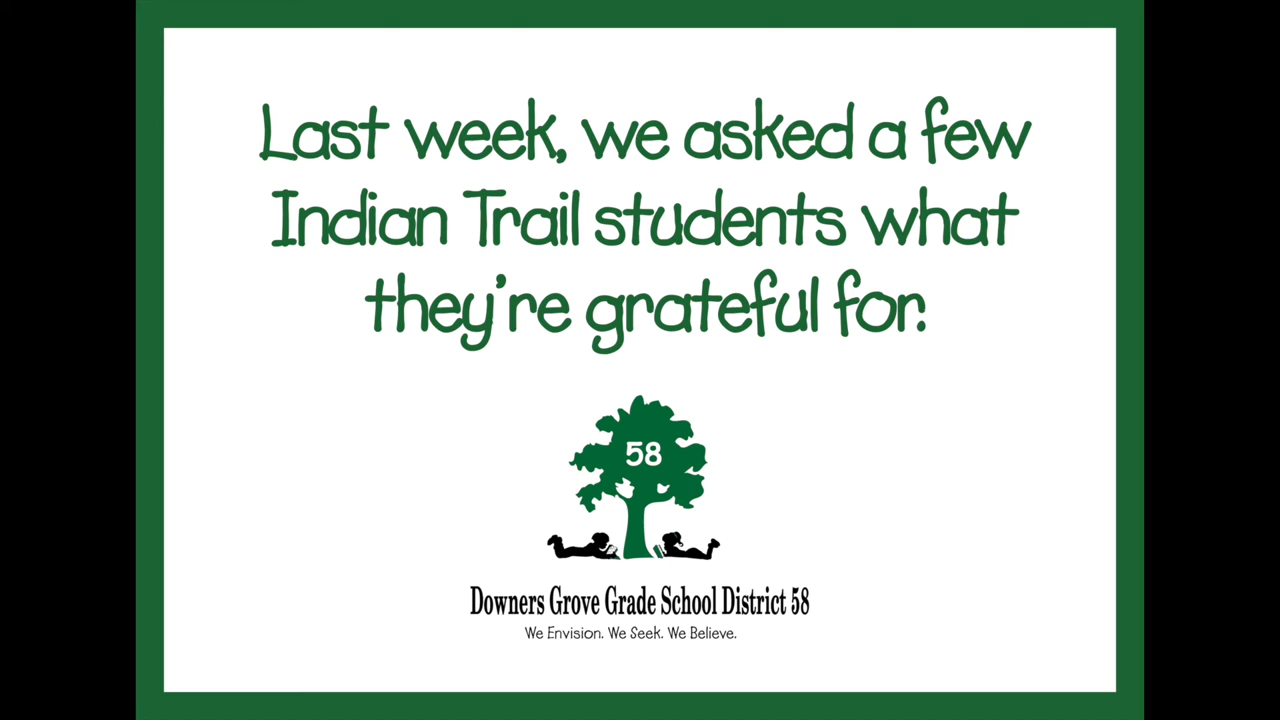 Last week, we asked a few
Indian Trail students what
they're grateful for.
58
Downers Grove Grade School District 58
We Envision. We Seek. We Believe.